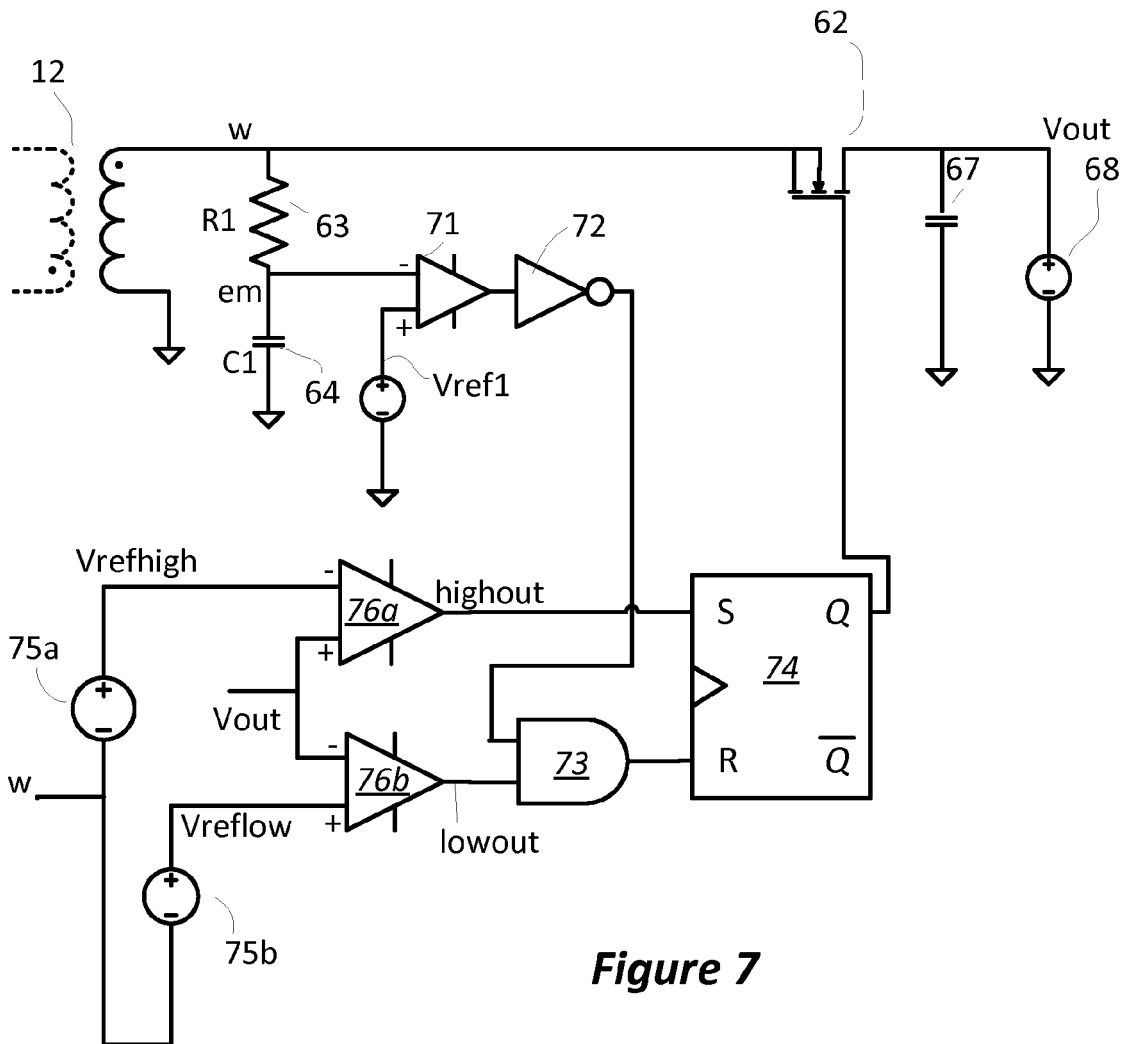 62
12
w
Vout
67
68
R1
63
71
72
-
em
+
+
-
C1
64
Vref1
+
-
Vrefhigh
-
76a
highout
S
Q
75a
+
+
-
74
Vout
-
73
R
Q
76b
w
Vreflow
+
lowout
+
-
75b
Figure 7